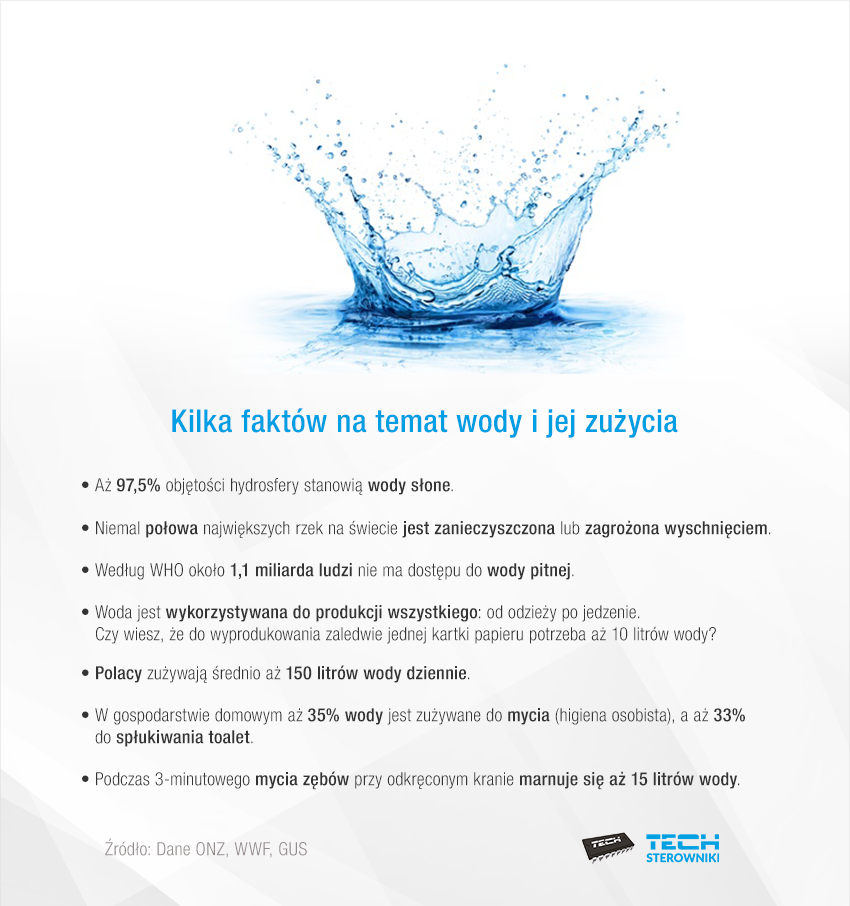 Kilka faktów na temat wody i jej zużycia
• Aż 97,5% objętości hydrosfery stanowią wody słone.
• Niemal połowa największych rzek na świecie jest zanieczyszczona lub zagrożona wyschnięciem.
• Według WHO około 1,1 miliarda ludzi nie ma dostępu do wody pitnej.
• Woda jest wykorzystywana do produkcji wszystkiego: od odzieży po jedzenie.
Czy wiesz, że do wyprodukowania zaledwie jednej kartki papieru potrzeba aż 10 litrów wody?
• Polacy zużywają średnio aż 150 litrów wody dziennie.
• W gospodarstwie domowym aż 35% wody jest zużywane do mycia (higiena osobista), a aż 33%
do spłukiwania toalet.
• Podczas 3-minutowego mycia zębów przy odkręconym kranie marnuje się aż 15 litrów wody.
Źródło: Dane ONZ, WWF, GUS
TECH
TECH
STEROWNIKI